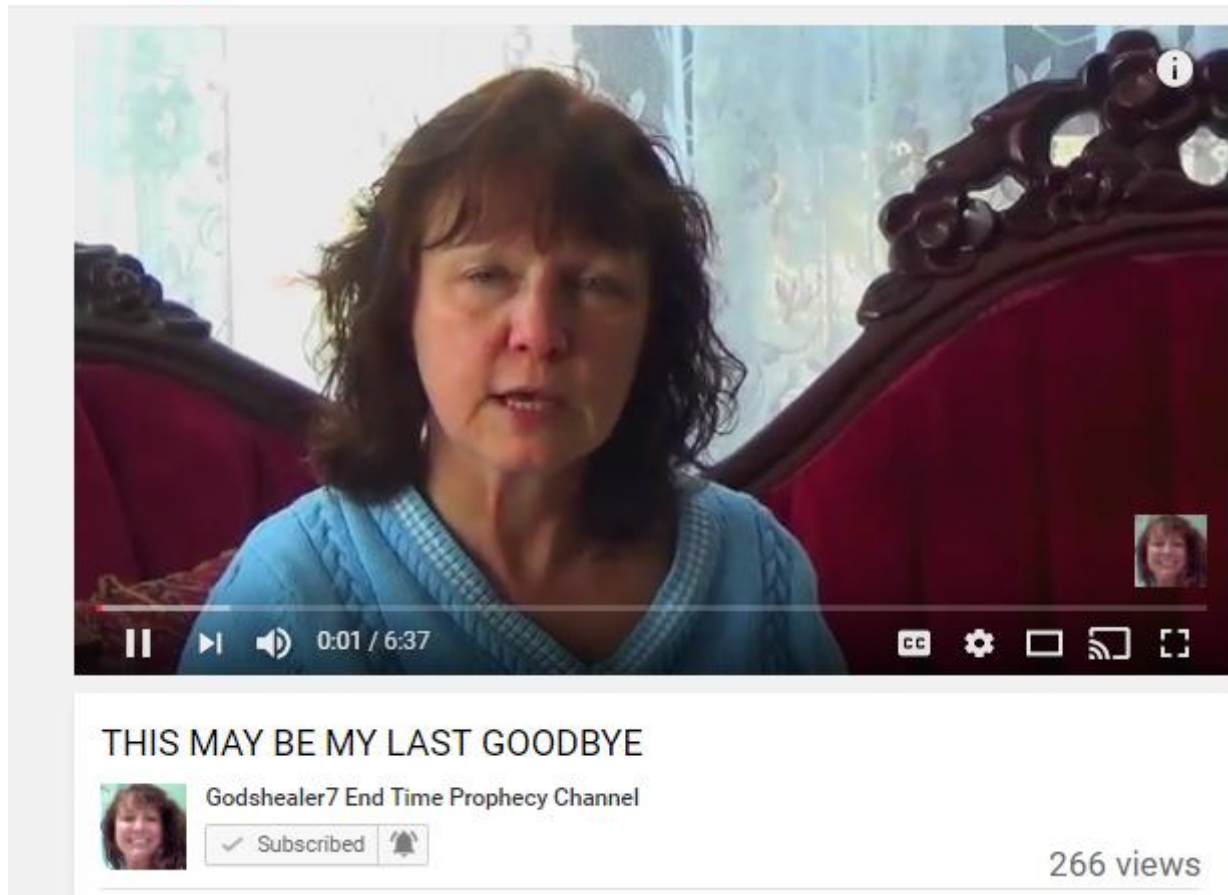 i
0:01 / 6:37
CC
THIS MAY BE MY LAST GOODBYE
Godshealer7 End Time Prophecy Channel
Subscribed
266 views